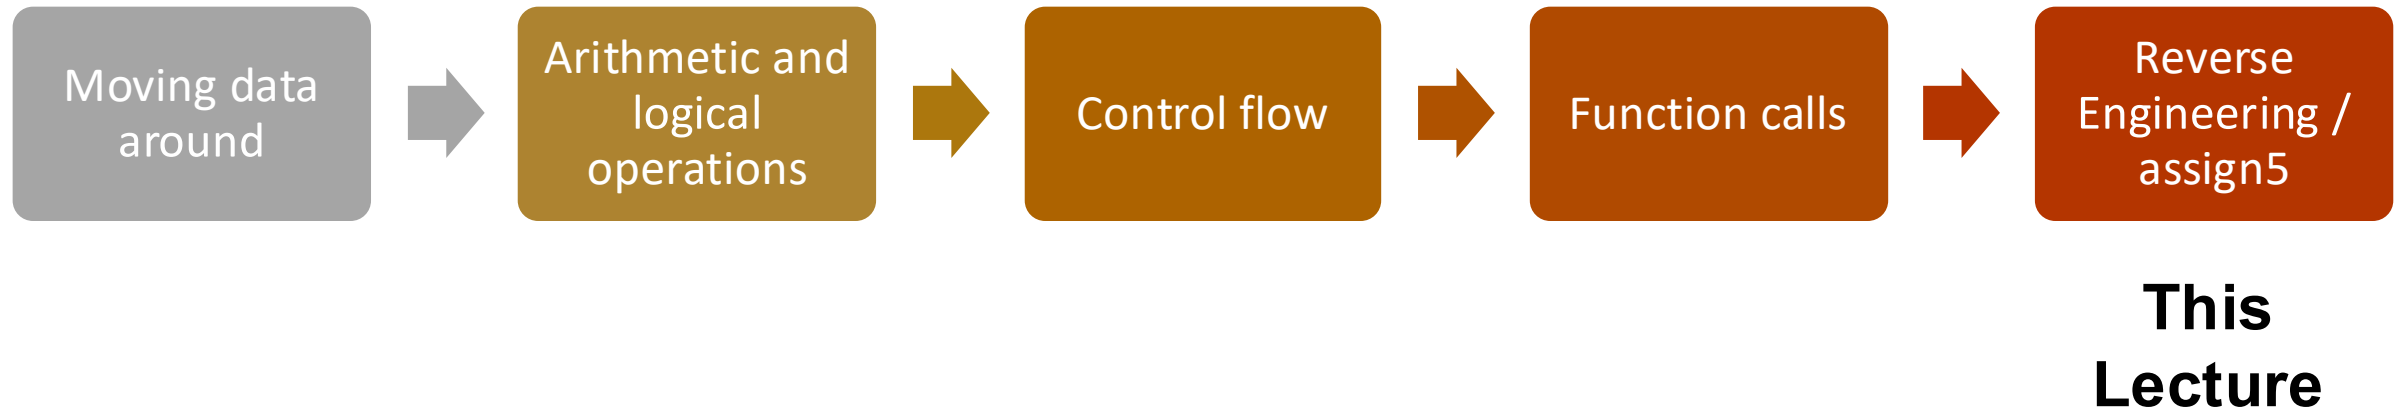 Moving data
around
Arithmetic and
logical
operations
Control flow
Function calls
Reverse
Engineering /
assign5
This
Lecture